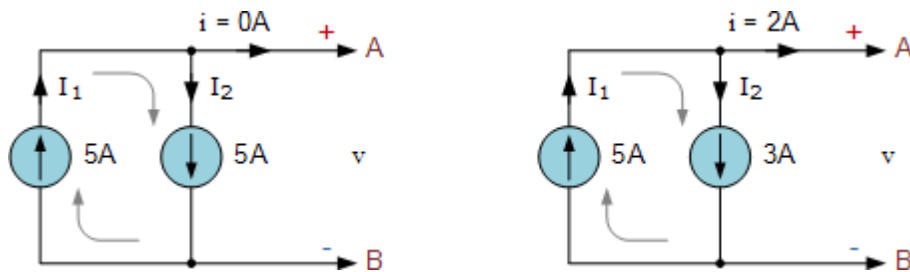 i = 0A
+ A
I1 I2
5A 5A v
- B
i = 2A
+ A
I1 I2
5A 3A v
- B